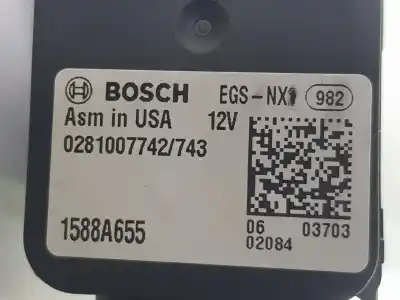 BOSCH EGS-NX 982
Asm in USA 12V
0281007742/743
1588A655
06 03703
02084